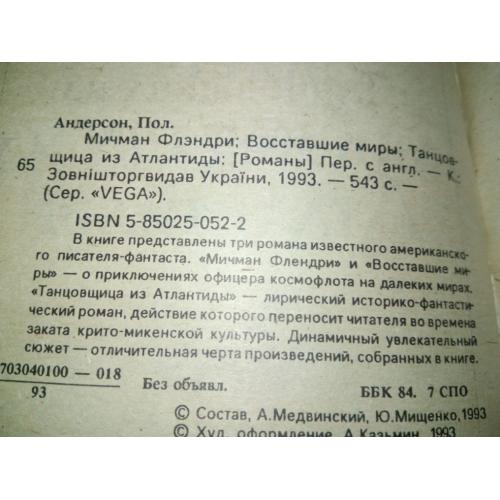 Андерсон, Пол.
Мичман Флэндри; Восставшие миры; Танцов-
65 щица из Атлантиды: [Романы] Пер. с англ. — К.:
Зовнішторгвидав України, 1993. — 543 с. —
(Сер. «VEGA»).
ISBN 5-85025-052-2
В книге представлены три романа известного американско-
го писателя-фантаста. «Мичман Флендри» и «Восставшие ми-
ры» — о приключениях офицера космофлота на далеких мирах.
«Танцовщица из Атлантиды» — лирический историко-фантасти-
ческий роман, действие которого переносит читателя во времена
заката крито-микенской культуры. Динамичный увлекательный
сюжет — отличительная черта произведений, собранных в книге.
703040100 — 018
93
Без объявл.
ББК 84. 7 СПО
© Состав, А.Медвинский, Ю.Мищенко,1993
© Худ. оформление, А.Казьмин, 1993